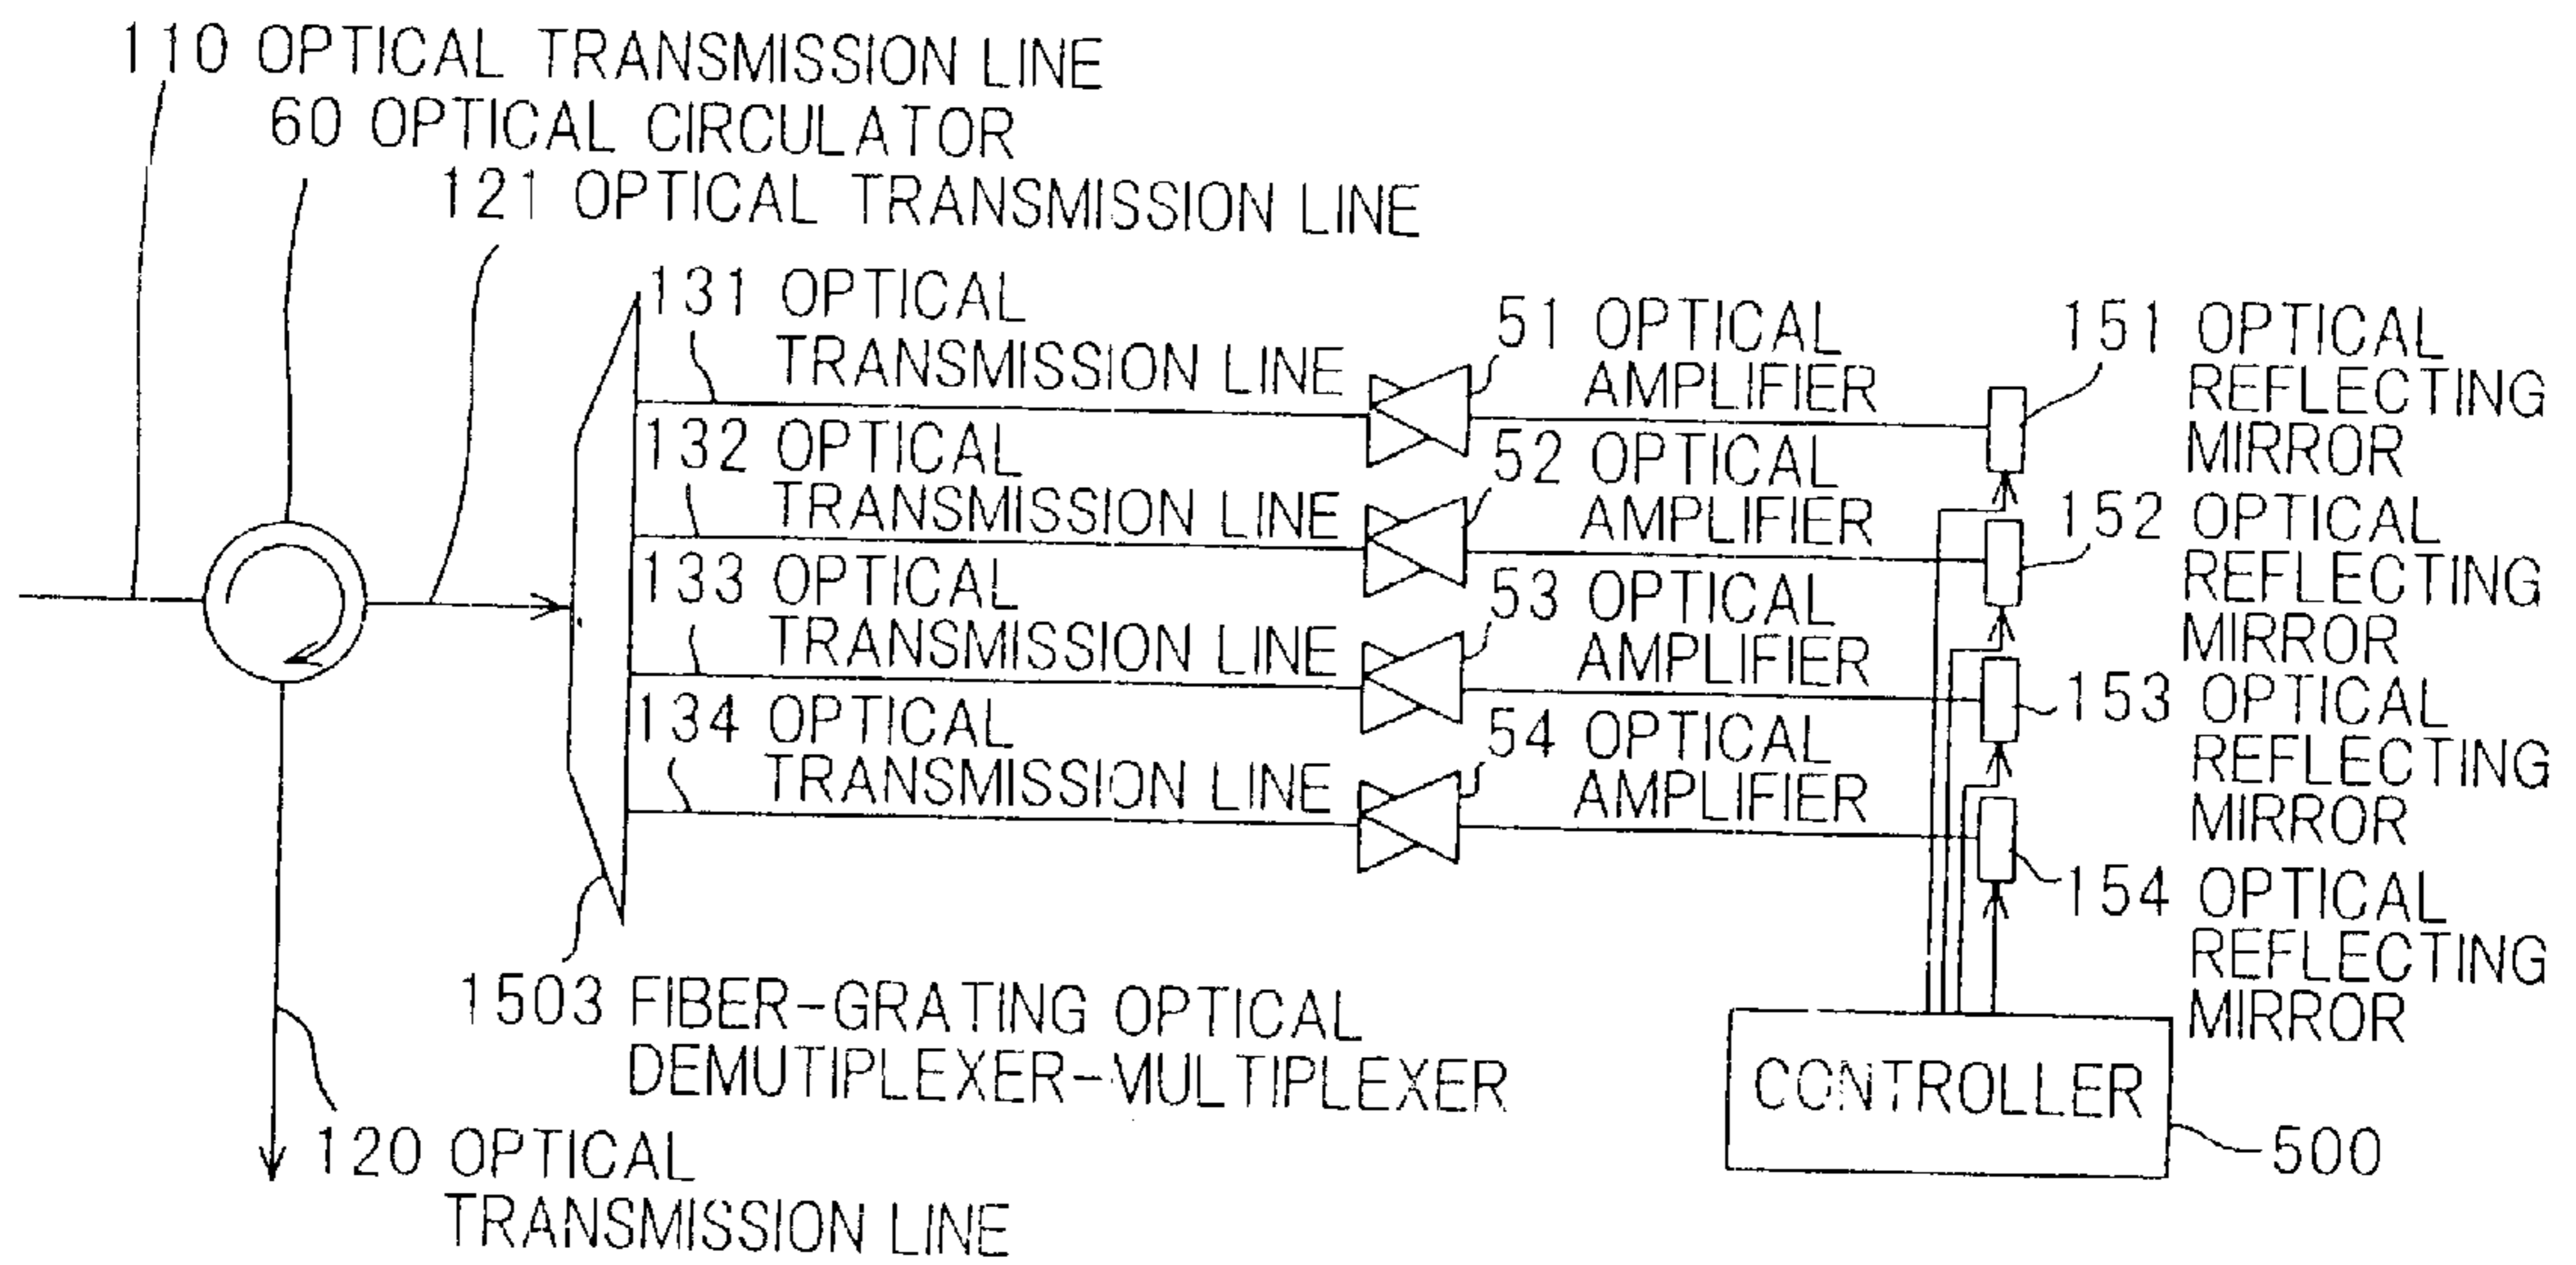 110 OPTICAL TRANSMISSION LINE
60 OPTICAL CIRCULATOR
121 OPTICAL TRANSMISSION LINE
131 OPTICAL
TRANSMISSION LINE
51 OPTICAL
AMPLIFIER
151 OPTICAL
REFLECTING
MIRROR
132 OPTICAL
TRANSMISSION LINE
52 OPTICAL
AMPLIFIER
152 OPTICAL
REFLECTING
MIRROR
133 OPTICAL
TRANSMISSION LINE
53 OPTICAL
AMPLIFIER
153 OPTICAL
REFLECTING
MIRROR
134 OPTICAL
TRANSMISSION LINE
54 OPTICAL
AMPLIFIER
154 OPTICAL
REFLECTING
MIRROR
1503 FIBER-GRATING OPTICAL
DEMUTIPLEXER-MULTIPLEXER
CONTROLLER
500
120 OPTICAL
TRANSMISSION LINE